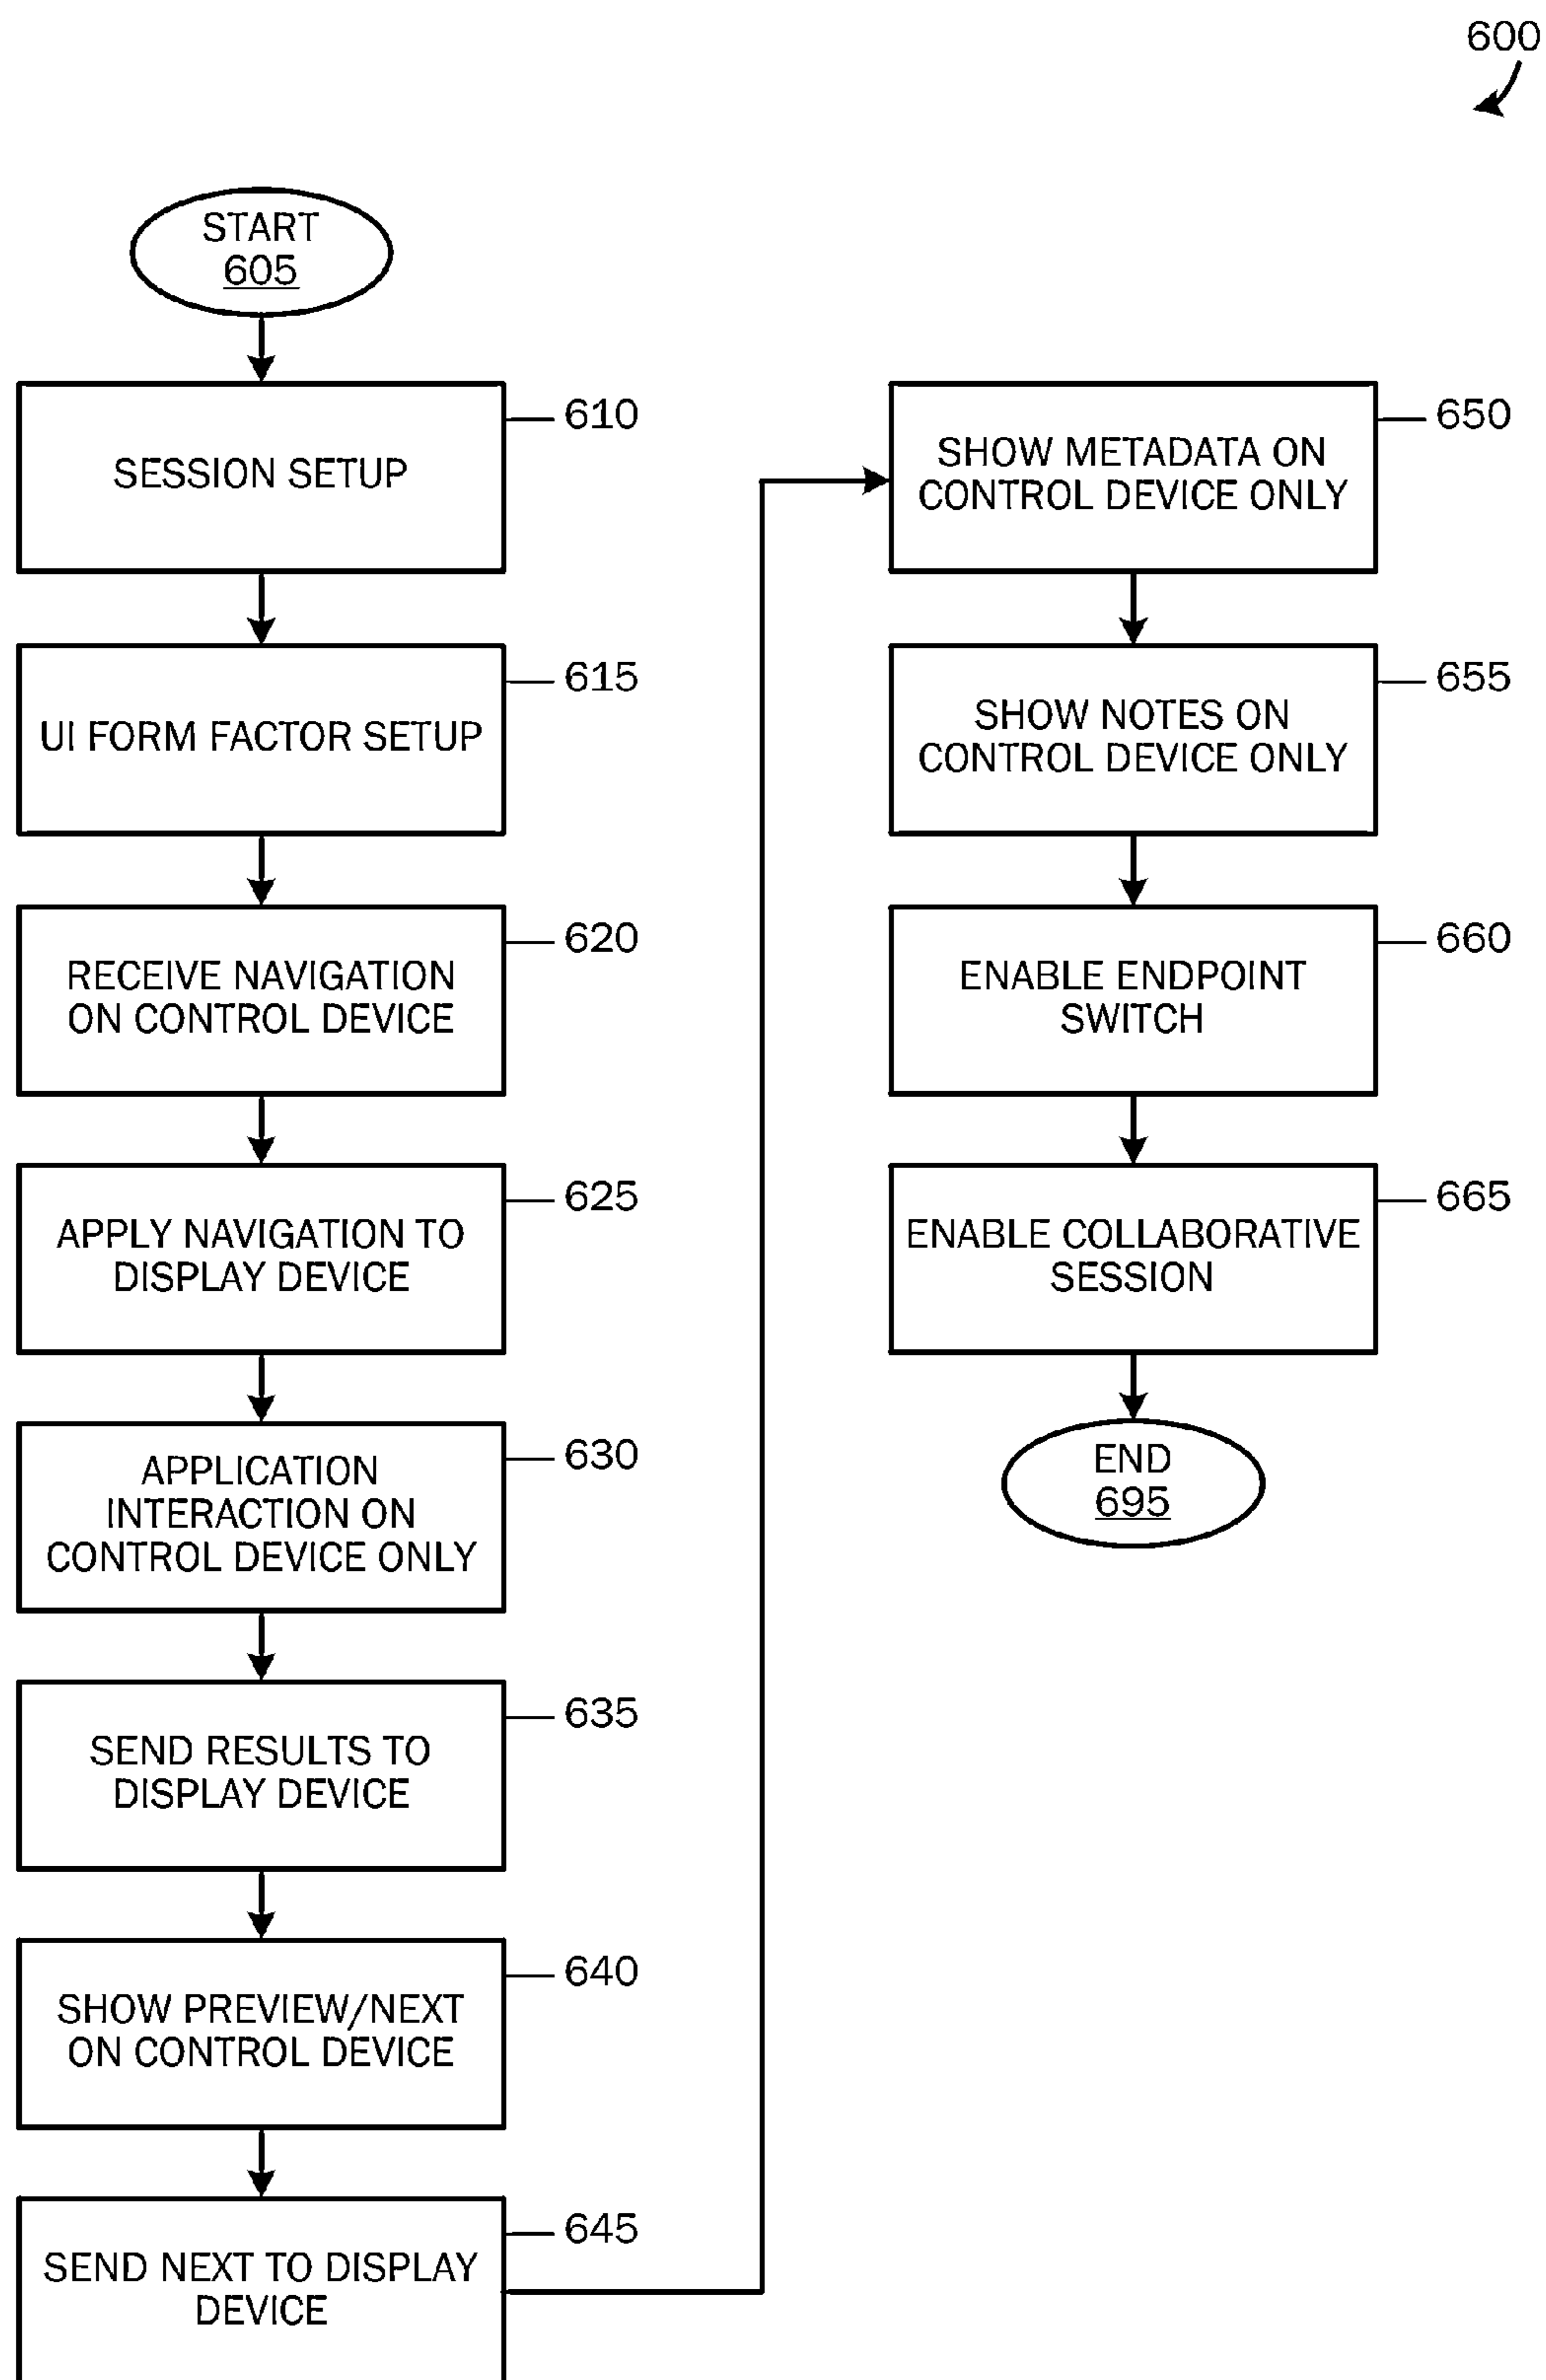 600
START
605
SESSION SETUP
610
UI FORM FACTOR SETUP
615
RECEIVE NAVIGATION
ON CONTROL DEVICE
620
APPLY NAVIGATION TO
DISPLAY DEVICE
625
APPLICATION
INTERACTION ON
CONTROL DEVICE ONLY
630
SEND RESULTS TO
DISPLAY DEVICE
635
SHOW PREVIEW/NEXT
ON CONTROL DEVICE
640
SEND NEXT TO DISPLAY
DEVICE
645
SHOW METADATA ON
CONTROL DEVICE ONLY
650
SHOW NOTES ON
CONTROL DEVICE ONLY
655
ENABLE ENDPOINT
SWITCH
660
ENABLE COLLABORATIVE
SESSION
665
END
695